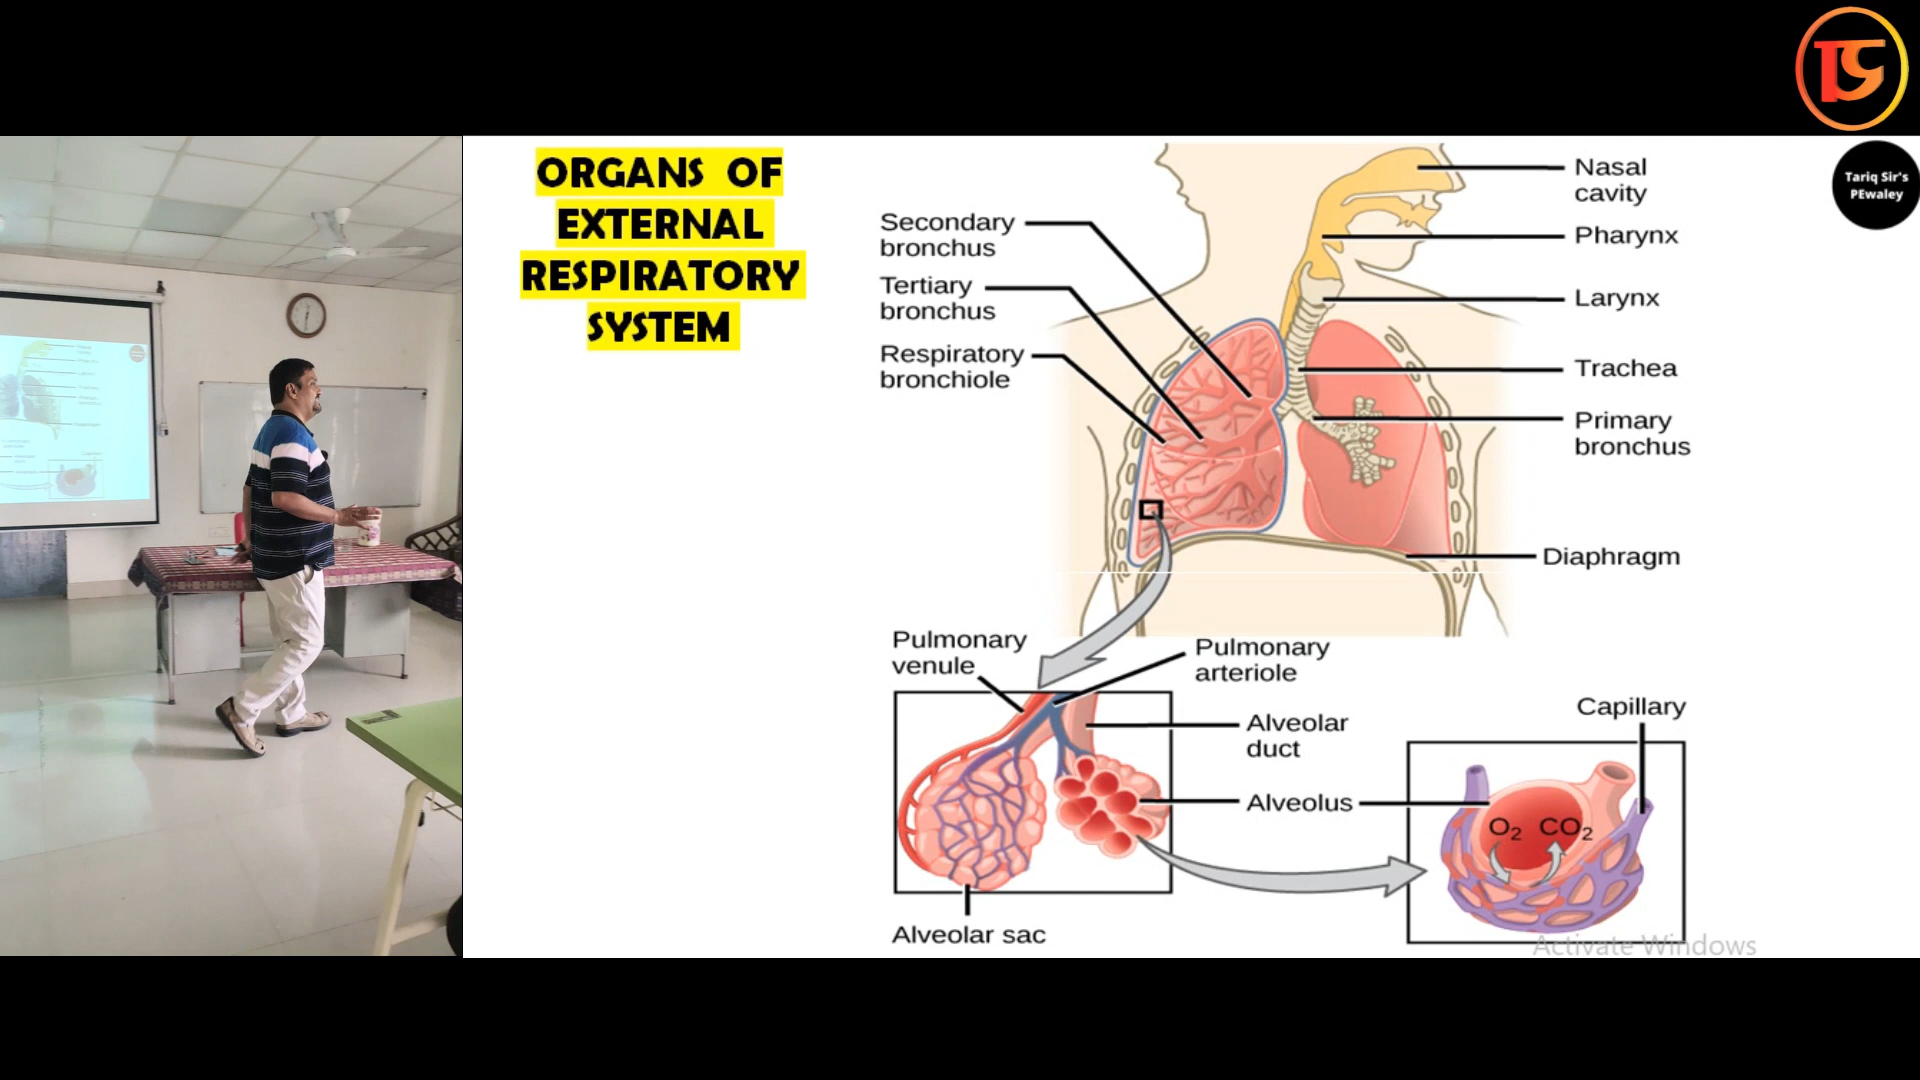 ORGANS OF
EXTERNAL
RESPIRATORY
SYSTEM
Secondary
bronchus
Tertiary
bronchus
Respiratory
bronchiole
Nasal
cavity
Pharynx
Larynx
Trachea
Primary
bronchus
Diaphragm
Pulmonary
venule
Pulmonary
arteriole
Alveolar
duct
Alveolus
Alveolar sac
Capillary
O₂ CO₂
Activate Windows
TS
Tariq Sir's
PEwaley